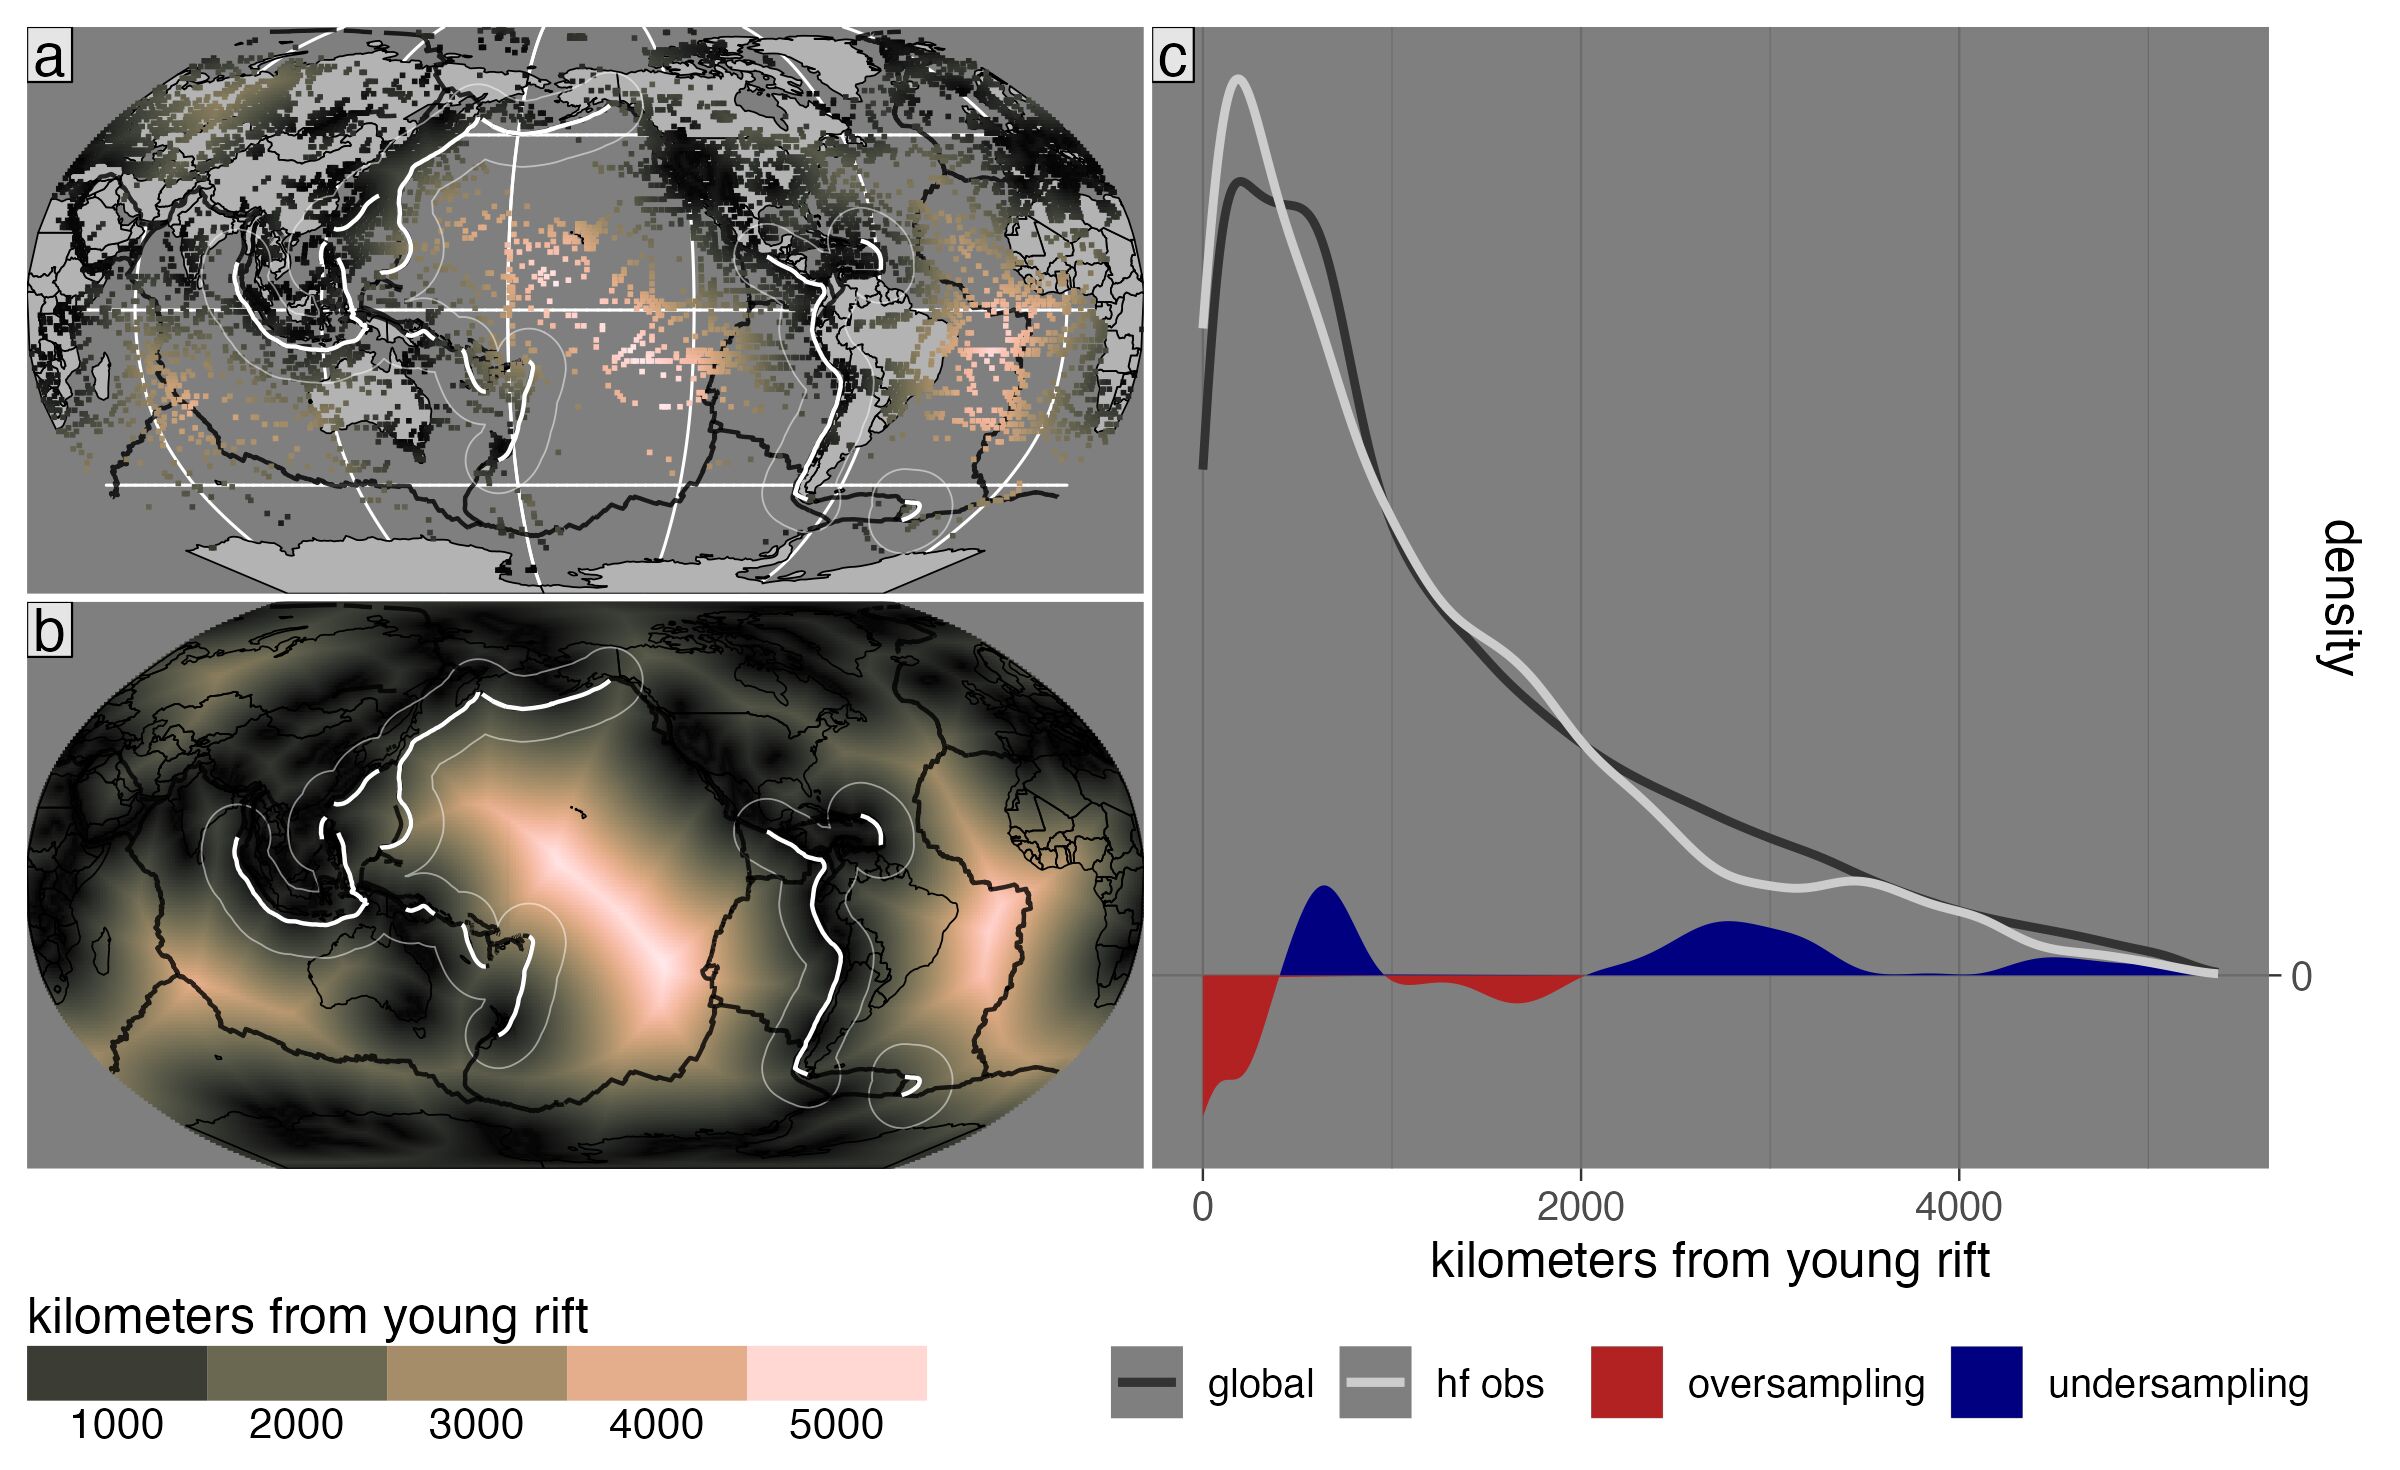 a
b
c
density
0
0 2000 4000
kilometers from young rift
kilometers from young rift
1000 2000 3000 4000 5000
global hf obs oversampling undersampling